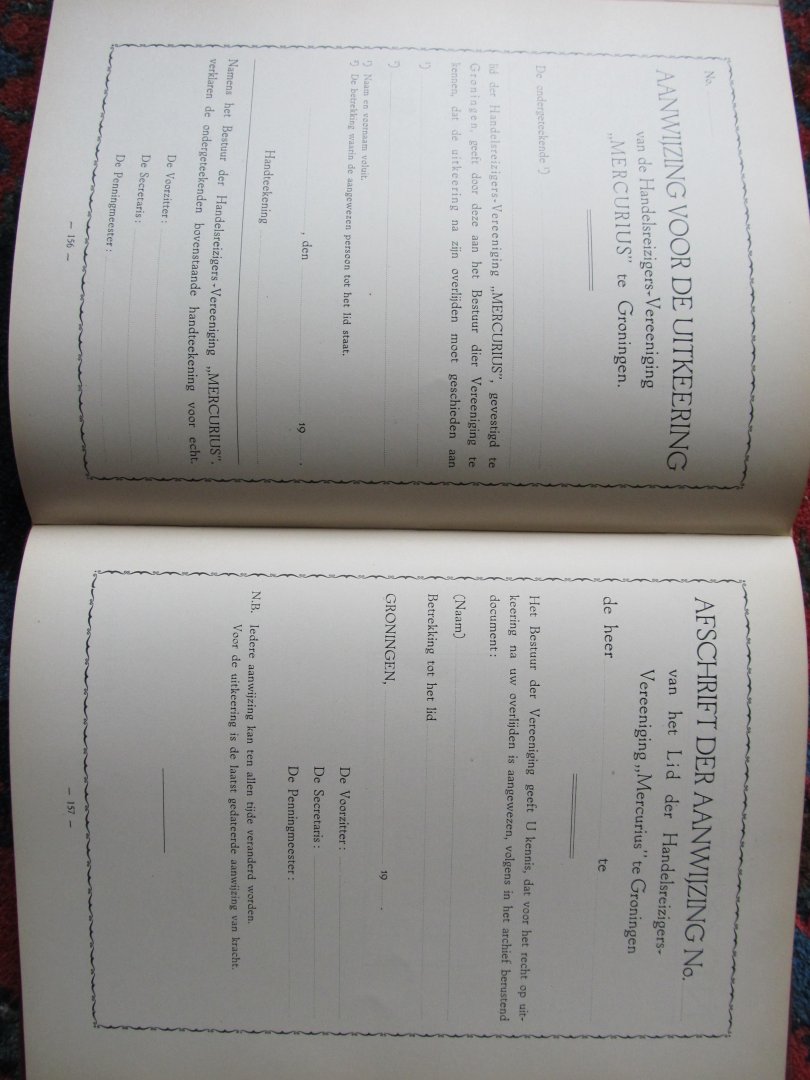 No.
AANWIJZING VOOR DE UITKEERING
van de Handelsreizigers-Vereeniging
„MERCURIUS” te Groningen.
De ondergeteekende ¹)
lid der Handelsreizigers-Vereeniging „MERCURIUS”, gevestigd te
Groningen, geeft door deze aan het Bestuur dier Vereeniging te
kennen, dat de uitkeering na zijn overlijden moet geschieden aan
¹)
²)
¹) Naam en voornaam voluit.
²) De betrekking waarin de aangewezen persoon tot het lid staat.
, den 19 .
Handteekening
Namens het Bestuur der Handelsreizigers-Vereeniging „MERCURIUS”,
verklaren de ondergeteekenden bovenstaande handteekening voor echt.
De Voorzitter :
De Secretaris :
De Penningmeester :
— 156 —
AFSCHRIFT DER AANWIJZING No.
van het Lid der Handelsreizigers-
Vereeniging „Mercurius” te Groningen
de heer te
Het Bestuur der Vereeniging geeft U kennis, dat voor het recht op uit-
keering na uw overlijden is aangewezen, volgens in het archief berustend
document :
(Naam)
Betrekking tot het lid
GRONINGEN, 19 .
De Voorzitter :
De Secretaris :
De Penningmeester :
N.B. Iedere aanwijzing kan ten allen tijde veranderd worden.
Voor de uitkeering is de laatst gedateerde aanwijzing van kracht.
— 157 —